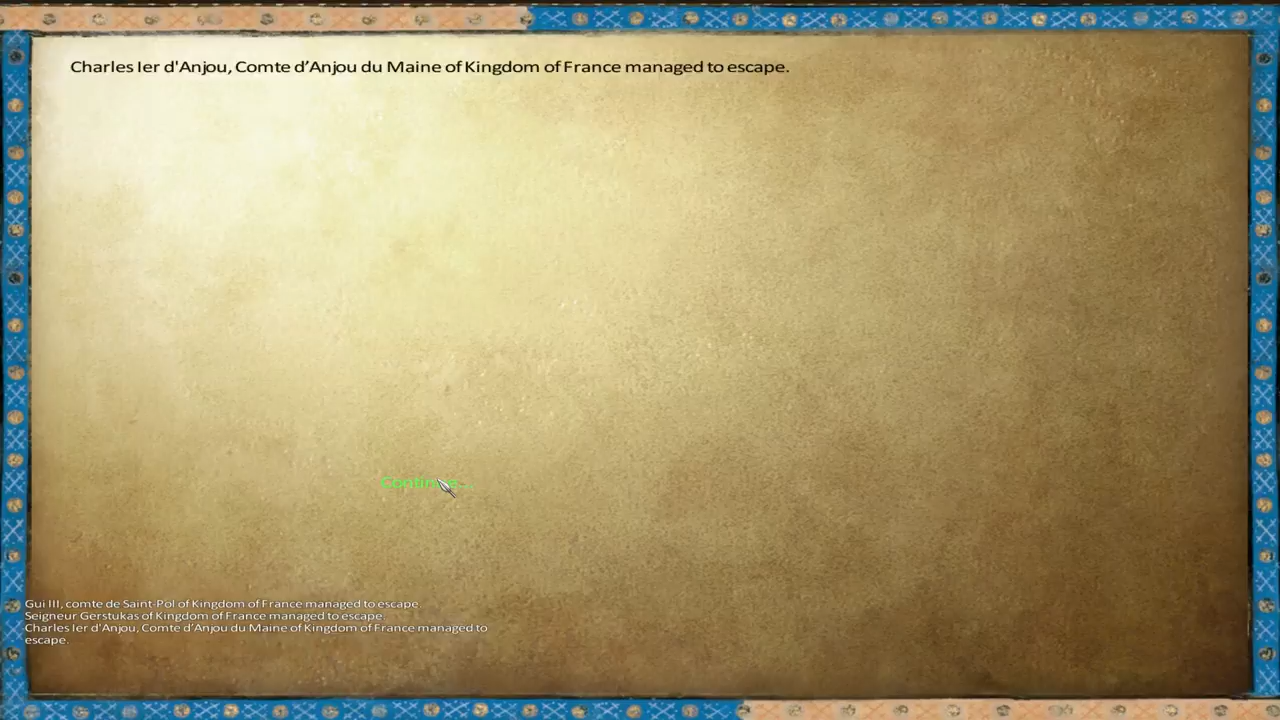 Charles Ier d'Anjou, Comte d’Anjou du Maine of Kingdom of France managed to escape.
Continue...
Gui III, comte de Saint-Pol of Kingdom of France managed to escape.
Seigneur Gerstukas of Kingdom of France managed to escape.
Charles Ier d'Anjou, Comte d’Anjou du Maine of Kingdom of France managed to
escape.